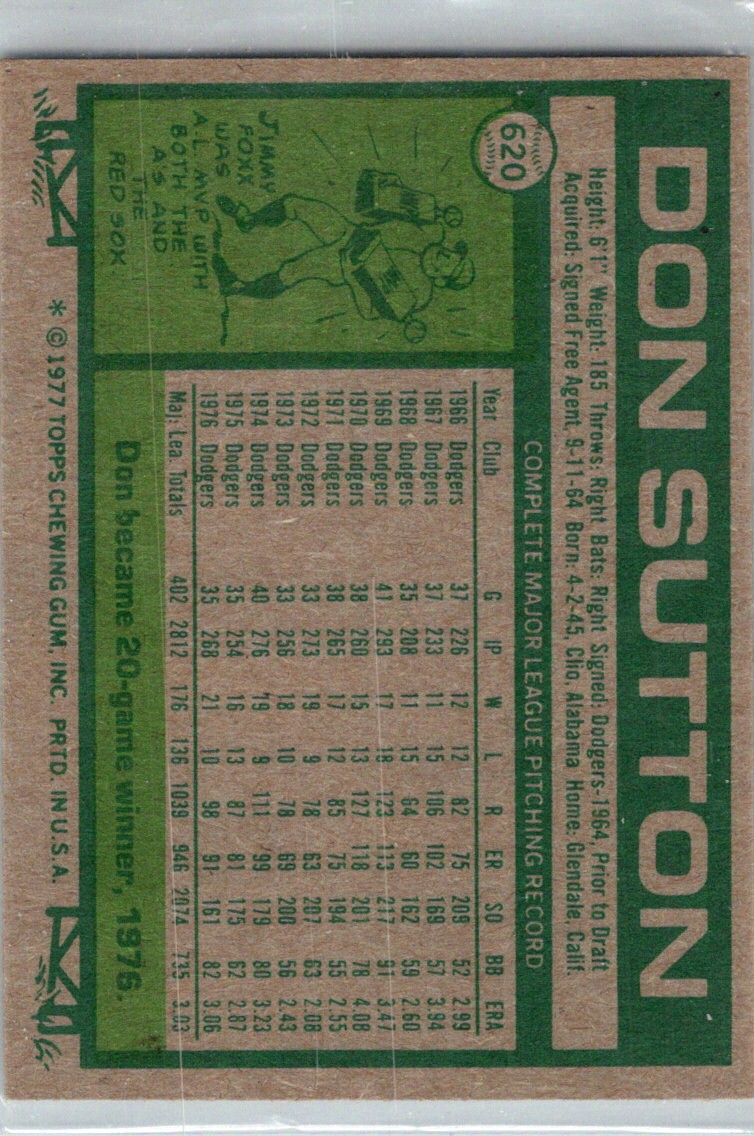 DON SUTTON
620
Height: 6'1" Weight: 185 Throws: Right Bats: Right Signed: Dodgers-1964, Prior to Draft
Acquired: Signed Free Agent, 9-11-64 Born: 4-2-45, Clio, Alabama Home: Glendale, Calif.
COMPLETE MAJOR LEAGUE PITCHING RECORD
Year Club G IP W L R ER SO BB ERA
1966 Dodgers 37 226 12 12 82 75 209 52 2.99
1967 Dodgers 37 233 11 15 106 102 169 57 3.94
1968 Dodgers 35 208 11 15 64 60 162 59 2.60
1969 Dodgers 41 293 17 18 123 113 217 91 3.47
1970 Dodgers 38 260 15 13 127 118 201 78 4.08
1971 Dodgers 38 265 17 12 85 75 194 55 2.55
1972 Dodgers 33 273 19 9 78 63 207 63 2.08
1973 Dodgers 33 256 18 10 78 69 200 56 2.43
1974 Dodgers 40 276 19 9 111 99 179 80 3.23
1975 Dodgers 35 254 16 13 87 81 175 62 2.87
1976 Dodgers 35 268 21 10 98 91 161 82 3.06
Maj. Lea. Totals 402 2812 176 136 1039 946 2074 735 3.03
JIMMY
FOXX
WAS
A.L. MVP WITH
BOTH THE
A'S AND
THE
RED SOX.
Don became 20-game winner, 1976.
* © 1977 TOPPS CHEWING GUM, INC. PRTD. IN U.S.A.